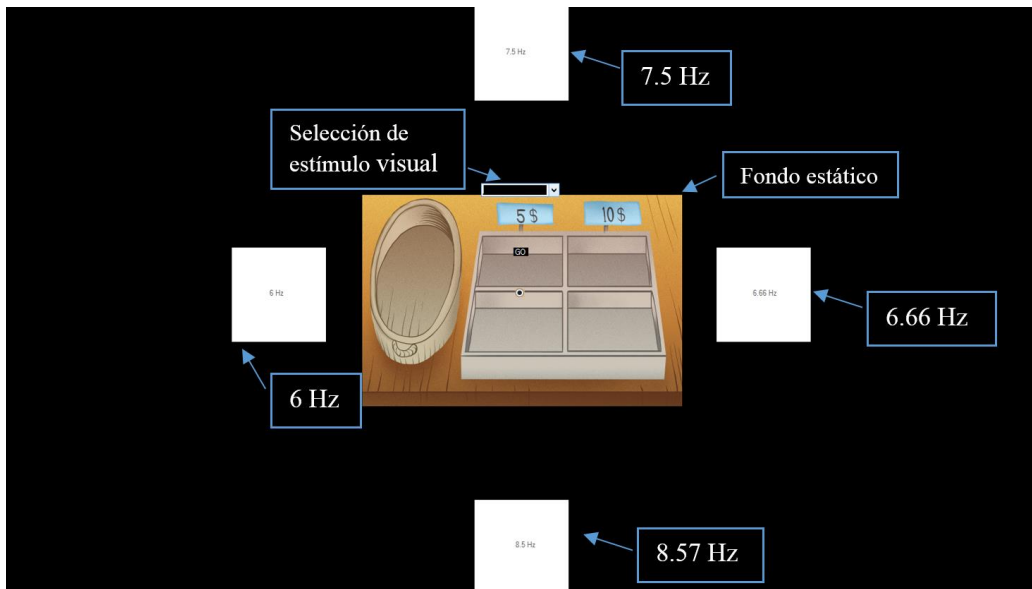 7.5 Hz
7.5 Hz
Selección de
estímulo visual
Fondo estático
5 $
10 $
GO
6 Hz
6.66 Hz
6.66 Hz
6 Hz
8.5 Hz
8.57 Hz